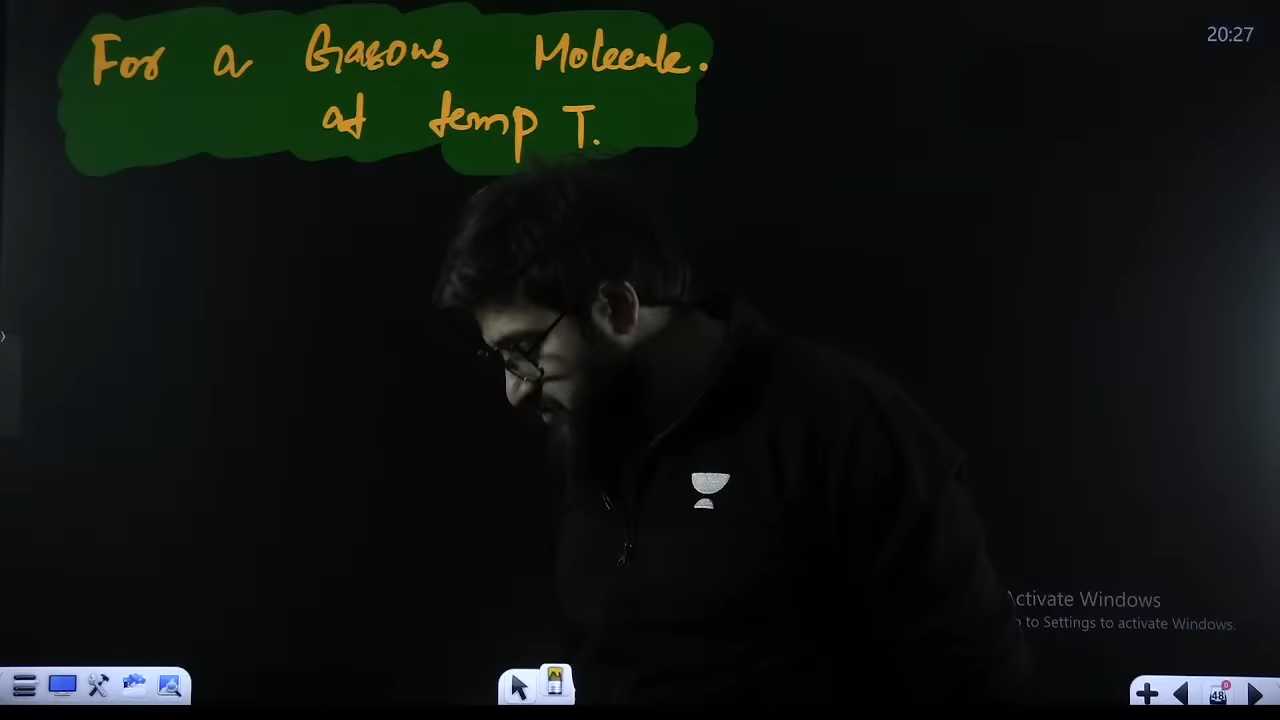 For a Gaseous Molecule.
at temp T.
20:27
Activate Windows
to Settings to activate Windows.
48